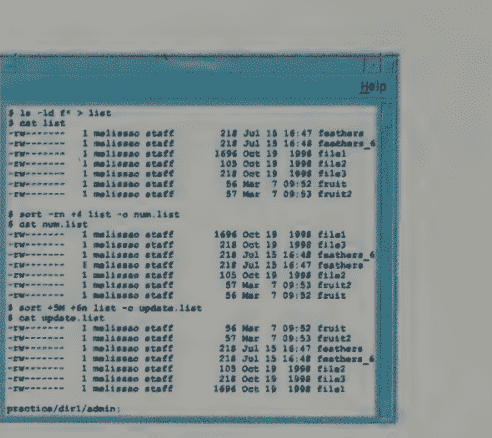 Help
$ ls -ld f* > list
$ cat list
-rw------- 1 melissao staff 218 Jul 15 16:47 feathers
-rw------- 1 melissao staff 218 Jul 15 16:48 feathers_6
-rw------- 1 melissao staff 1696 Oct 19 1998 file1
-rw------- 1 melissao staff 105 Oct 19 1998 file2
-rw------- 1 melissao staff 218 Oct 19 1998 file3
-rw------- 1 melissao staff 56 Mar 7 09:52 fruit
-rw------- 1 melissao staff 57 Mar 7 09:53 fruit2
$ sort -rn +4 list -o num.list
$ cat num.list
-rw------- 1 melissao staff 1696 Oct 19 1998 file1
-rw------- 1 melissao staff 218 Oct 19 1998 file3
-rw------- 1 melissao staff 218 Jul 15 16:48 feathers_6
-rw------- 1 melissao staff 218 Jul 15 16:47 feathers
-rw------- 1 melissao staff 105 Oct 19 1998 file2
-rw------- 1 melissao staff 57 Mar 7 09:53 fruit2
-rw------- 1 melissao staff 56 Mar 7 09:52 fruit
$ sort +5M +6n list -o update.list
$ cat update.list
-rw------- 1 melissao staff 56 Mar 7 09:52 fruit
-rw------- 1 melissao staff 57 Mar 7 09:53 fruit2
-rw------- 1 melissao staff 218 Jul 15 16:47 feathers
-rw------- 1 melissao staff 218 Jul 15 16:48 feathers_6
-rw------- 1 melissao staff 105 Oct 19 1998 file2
-rw------- 1 melissao staff 218 Oct 19 1998 file3
-rw------- 1 melissao staff 1696 Oct 19 1998 file1
practice/dir1/admin: